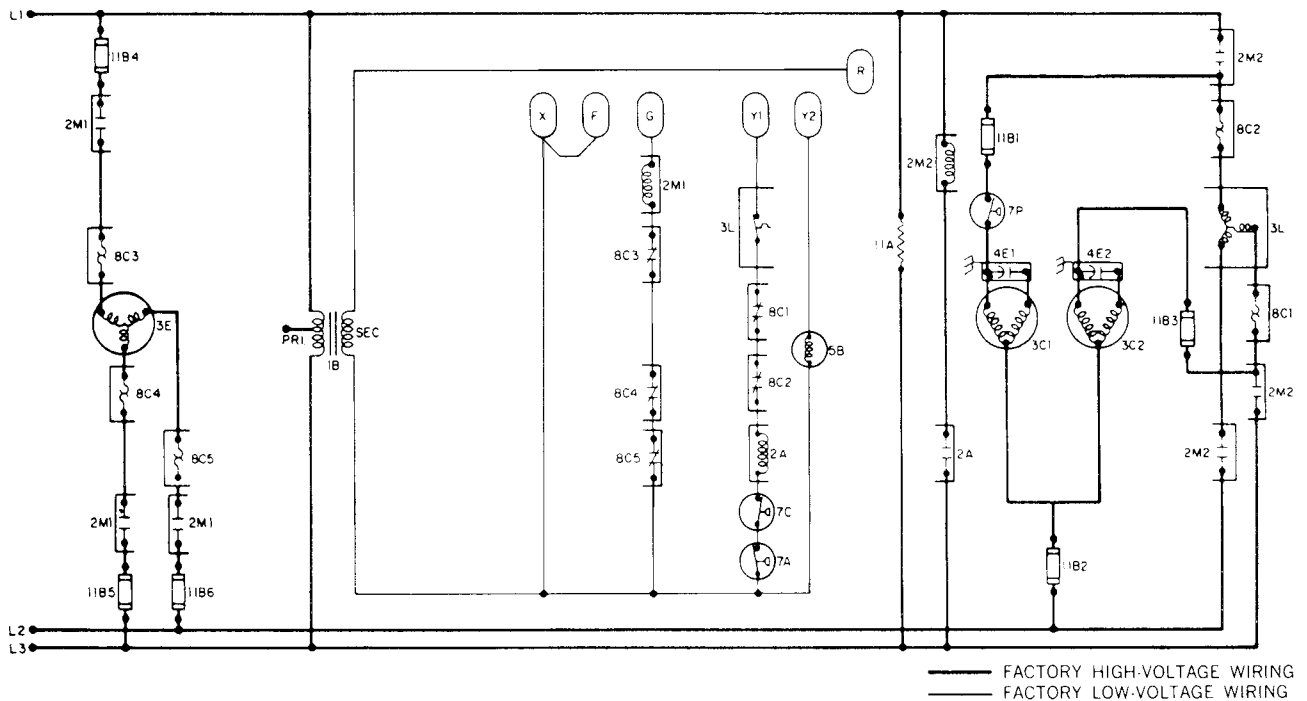 L1
11B4
2M1
8C3
3E
8C4
8C5
2M1
2M1
11B5
11B6
L2
L3
PRI.
SEC
1B
R
X
F
G
Y1
Y2
2M1
8C3
8C4
8C5
3L
8C1
8C2
2A
7C
7A
5B
11A
2M2
2A
11B1
7P
4E1
4E2
3C1
3C2
11B3
11B2
2M2
8C2
3L
8C1
2M2
2M2
FACTORY HIGH-VOLTAGE WIRING
FACTORY LOW-VOLTAGE WIRING